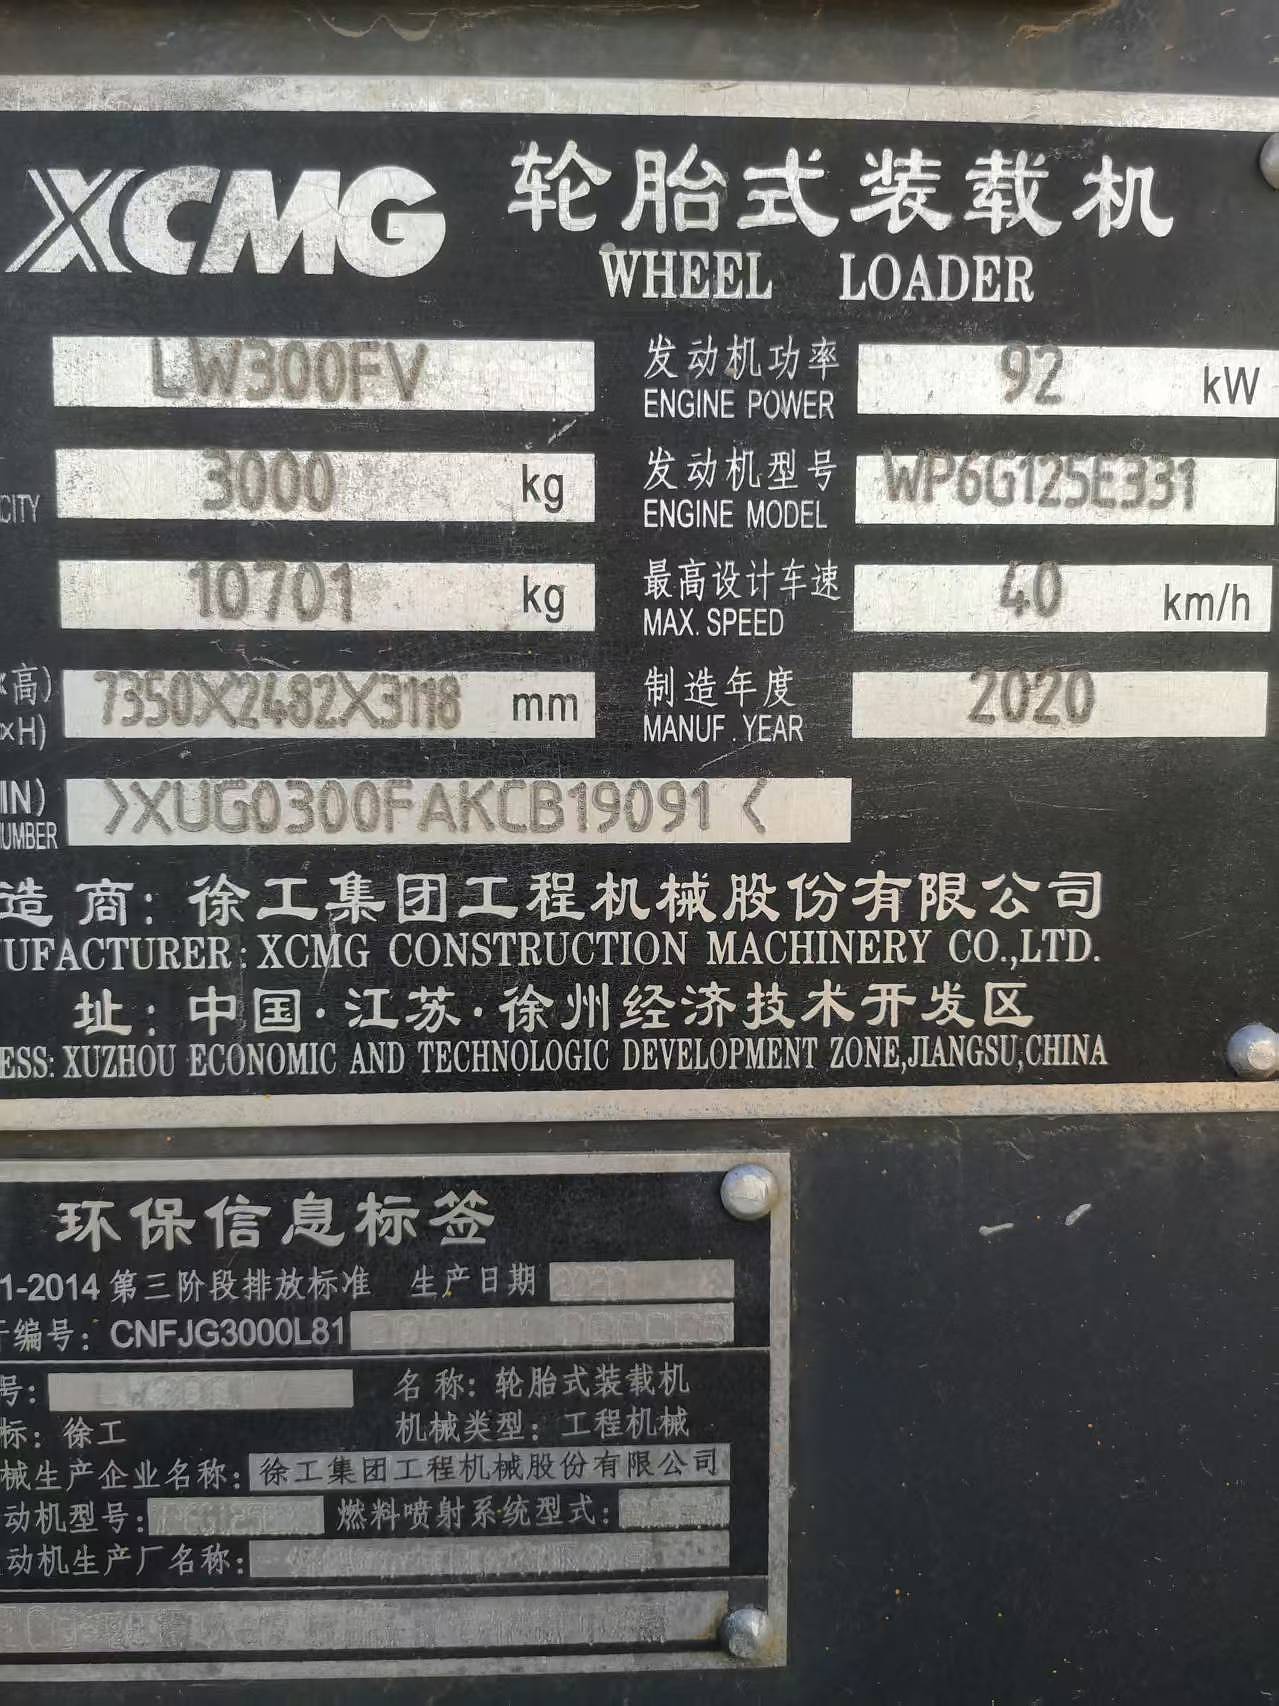 XCMG 轮胎式装载机
WHEEL LOADER
LW300FV 发动机功率 ENGINE POWER 92 kW
CITY 3000 kg 发动机型号 ENGINE MODEL WP6G125E331
10701 kg 最高设计车速 MAX. SPEED 40 km/h
×高) ×H) 7350X2482X3118 mm 制造年度 MANUF. YEAR 2020
IN) UMBER >XUG0300FAKCB19091<
造商:徐工集团工程机械股份有限公司
UFACTURER: XCMG CONSTRUCTION MACHINERY CO.,LTD.
址:中国·江苏·徐州经济技术开发区
ESS: XUZHOU ECONOMIC AND TECHNOLOGIC DEVELOPMENT ZONE,JIANGSU,CHINA
环保信息标签
1-2014 第三阶段排放标准 生产日期
编号: CNFJG3000L81
号: 名称: 轮胎式装载机
标: 徐工 机械类型: 工程机械
械生产企业名称: 徐工集团工程机械股份有限公司
动机型号: 燃料喷射系统型式:
动机生产厂名称: